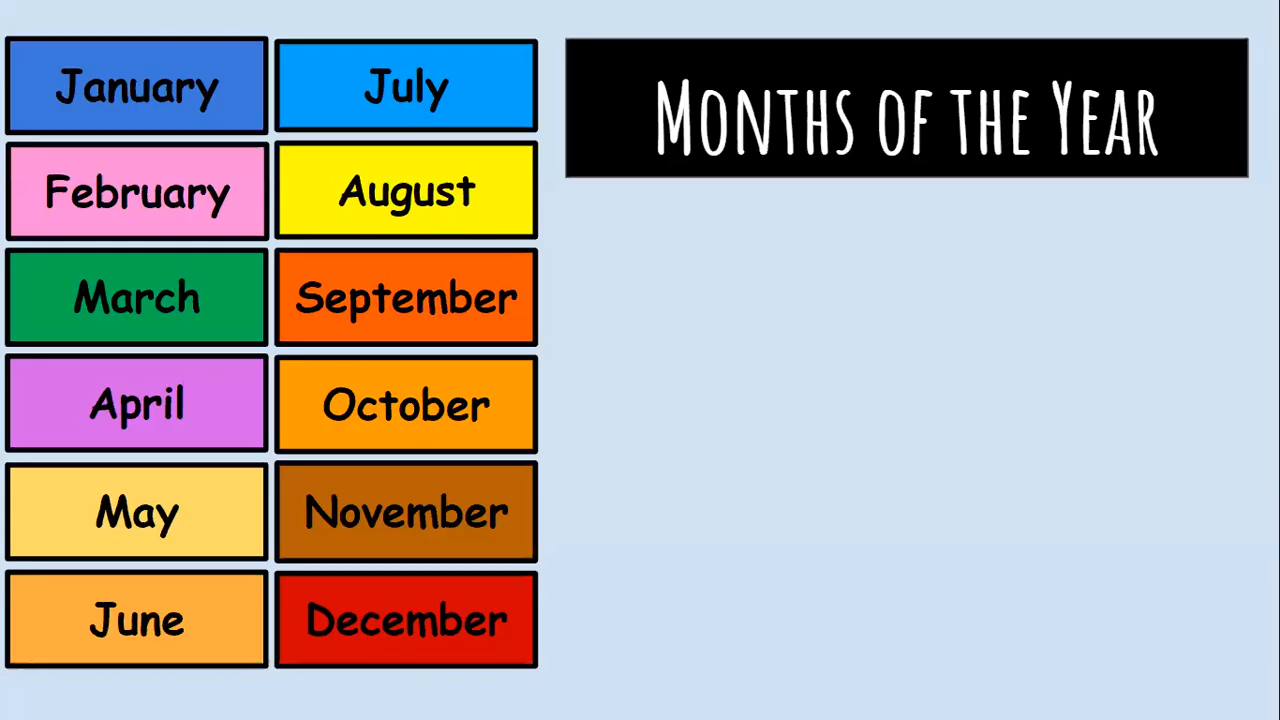 January
February
March
April
May
June
July
August
September
October
November
December
Months of the Year